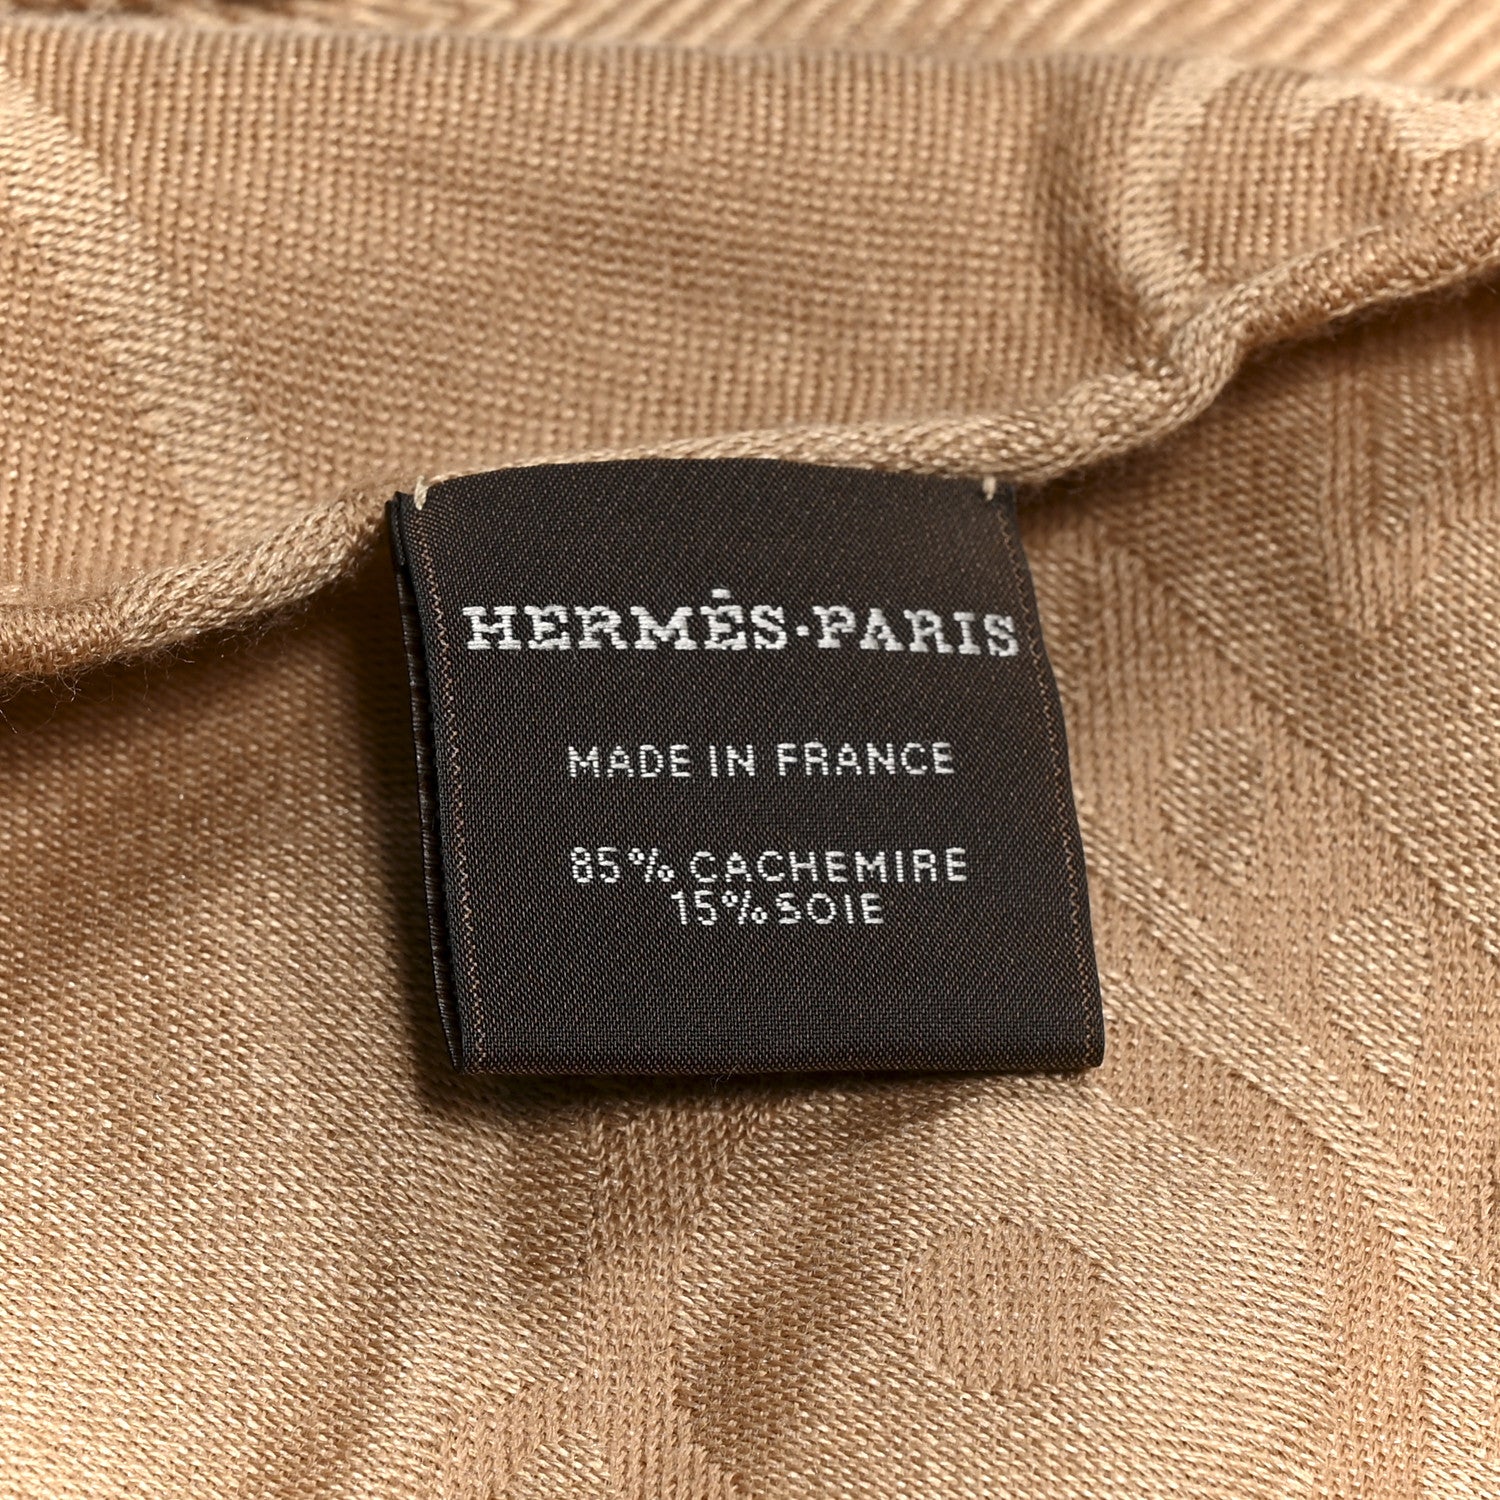 HERMÈS·PARIS
MADE IN FRANCE
85% CACHEMIRE
15% SOIE